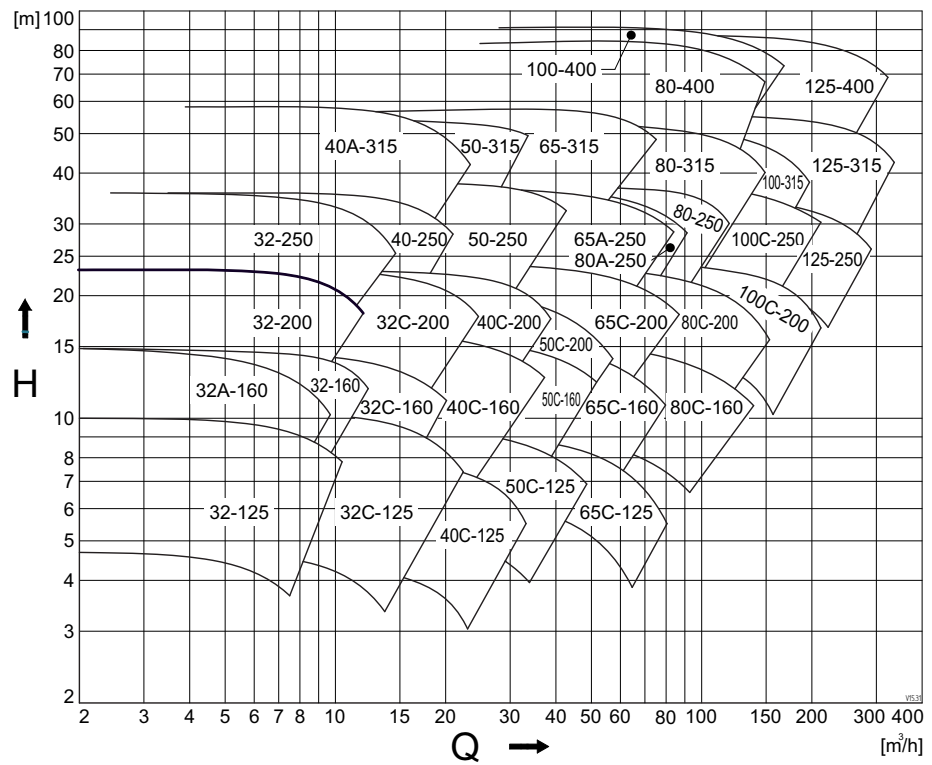 [m] 100
80
70
60
50
40
30
25
20
15
10
8
7
6
5
4
3
2
H
100-400
80-400
125-400
40A-315
50-315
65-315
80-315
100-315
125-315
32-250
40-250
50-250
65A-250
80A-250
80-250
100C-250
125-250
32-200
32C-200
40C-200
50C-200
65C-200
80C-200
100C-200
32A-160
32-160
32C-160
40C-160
50C-160
65C-160
80C-160
32-125
32C-125
40C-125
50C-125
65C-125
V15.31
2 3 4 5 6 7 8 10 15 20 30 40 50 60 80 100 150 200 300 400
Q
[m³/h]